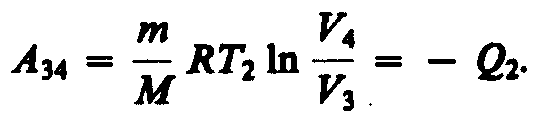 A₃₄ = m/M RT₂ ln V₄/V₃ = − Q₂.